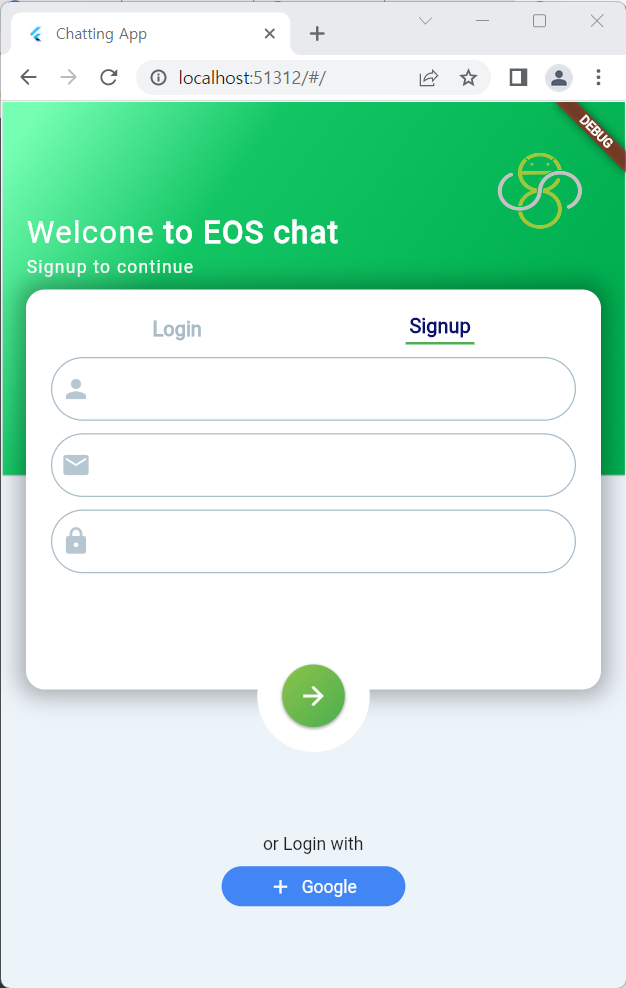 Chatting App
localhost:51312/#/
DEBUG
Welcone to EOS chat
Signup to continue
Login
Signup
or Login with
+ Google